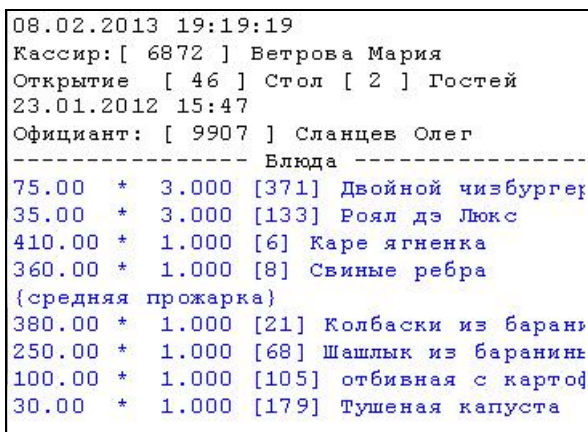 08.02.2013 19:19:19
Кассир:[ 6872 ] Ветрова Мария
Открытие [ 46 ] Стол [ 2 ] Гостей
23.01.2012 15:47
Официант: [ 9907 ] Сланцев Олег
---------------- Блюда ----------------
75.00 * 3.000 [371] Двойной чизбургер
35.00 * 3.000 [133] Роял дэ Люкс
410.00 * 1.000 [6] Каре ягненка
360.00 * 1.000 [8] Свиные ребра
{средняя прожарка}
380.00 * 1.000 [21] Колбаски из барани
250.00 * 1.000 [68] Шашлык из баранины
100.00 * 1.000 [105] отбивная с картоф
30.00 * 1.000 [179] Тушеная капуста